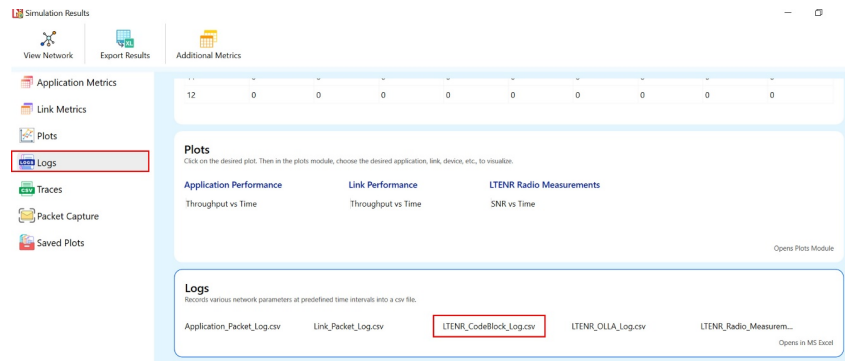 Simulation Results
View Network
Export Results
Additional Metrics
Application Metrics
Link Metrics
Plots
Logs
Traces
Packet Capture
Saved Plots
12 0 0 0 0 0 0 0 0 0
Plots
Click on the desired plot. Then in the plots module, choose the desired application, link, device, etc., to visualize.
Application Performance Link Performance LTENR Radio Measurements
Throughput vs Time Throughput vs Time SNR vs Time
Opens Plots Module
Logs
Records various network parameters at predefined time intervals into a csv file.
Application_Packet_Log.csv Link_Packet_Log.csv LTENR_CodeBlock_Log.csv LTENR_OLLA_Log.csv LTENR_Radio_Measurem...
Opens in MS Excel